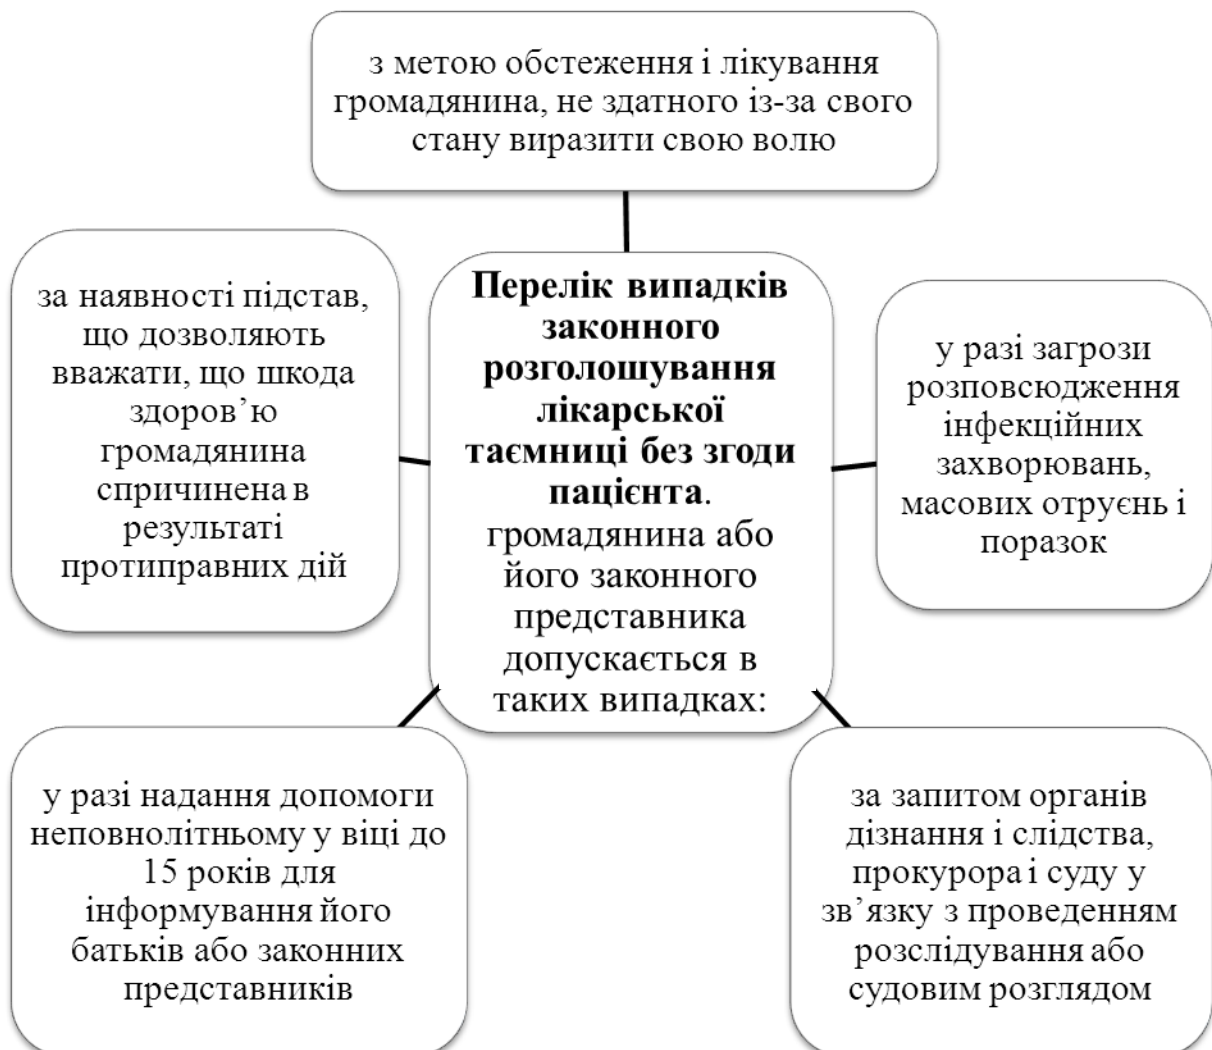 з метою обстеження і лікування
громадянина, не здатного із-за свого
стану виразити свою волю
за наявності підстав,
що дозволяють
вважати, що шкода
здоров’ю
громадянина
спричинена в
результаті
протиправних дій
Перелік випадків
законного
розголошування
лікарської
таємниці без згоди
пацієнта.
громадянина або
його законного
представника
допускається в
таких випадках:
у разі загрози
розповсюдження
інфекційних
захворювань,
масових отруєнь і
поразок
у разі надання допомоги
неповнолітньому у віці до
15 років для
інформування його
батьків або законних
представників
за запитом органів
дізнання і слідства,
прокурора і суду у
зв’язку з проведенням
розслідування або
судовим розглядом